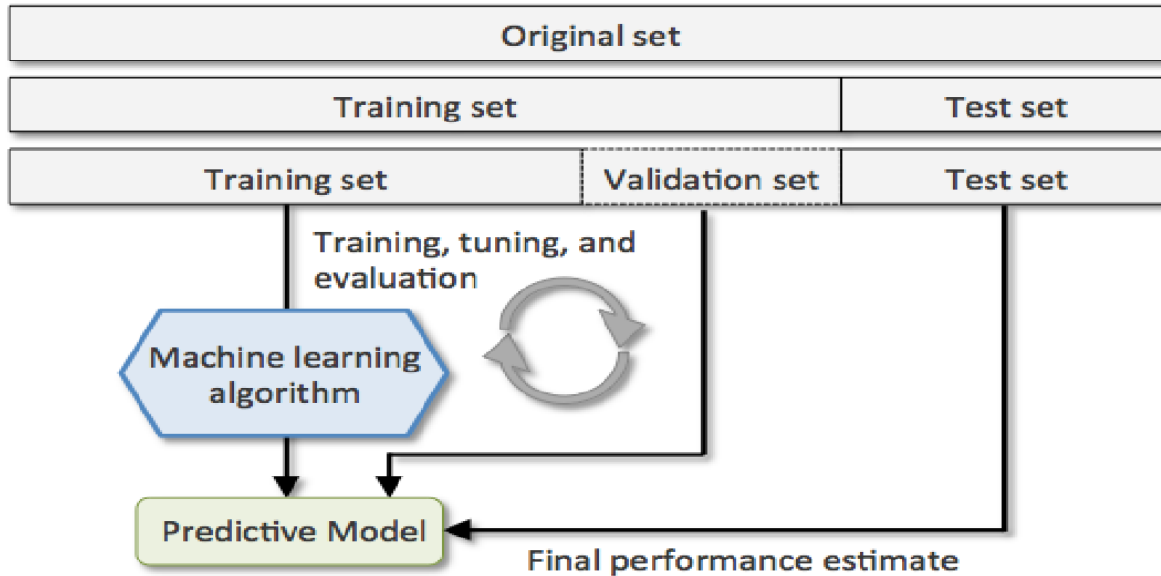 Original set
Training set
Test set
Training set
Validation set
Test set
Training, tuning, and
evaluation
Machine learning
algorithm
Predictive Model
Final performance estimate